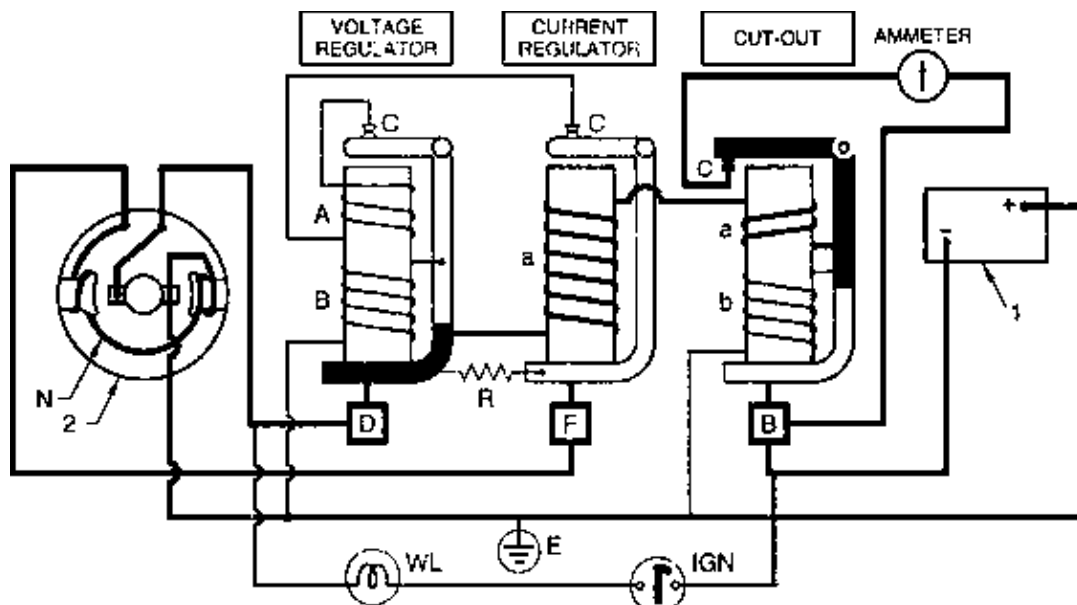 VOLTAGE
REGULATOR
CURRENT
REGULATOR
CUT-OUT
AMMETER
C
C
C
A
a
a
+
-
B
b
1
N
2
R
D
F
B
E
WL
IGN